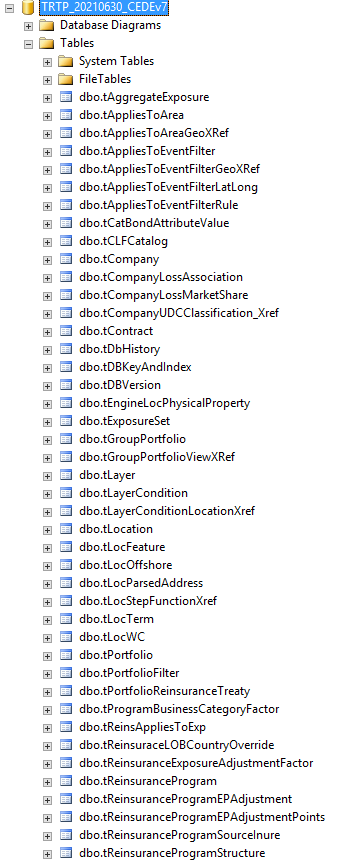 TRTP_20210630_CEDEv7
Database Diagrams
Tables
System Tables
FileTables
dbo.tAggregateExposure
dbo.tAppliesToArea
dbo.tAppliesToAreaGeoXRef
dbo.tAppliesToEventFilter
dbo.tAppliesToEventFilterGeoXRef
dbo.tAppliesToEventFilterLatLong
dbo.tAppliesToEventFilterRule
dbo.tCatBondAttributeValue
dbo.tCLFCatalog
dbo.tCompany
dbo.tCompanyLossAssociation
dbo.tCompanyLossMarketShare
dbo.tCompanyUDCClassification_Xref
dbo.tContract
dbo.tDbHistory
dbo.tDBKeyAndIndex
dbo.tDBVersion
dbo.tEngineLocPhysicalProperty
dbo.tExposureSet
dbo.tGroupPortfolio
dbo.tGroupPortfolioViewXRef
dbo.tLayer
dbo.tLayerCondition
dbo.tLayerConditionLocationXref
dbo.tLocation
dbo.tLocFeature
dbo.tLocOffshore
dbo.tLocParsedAddress
dbo.tLocStepFunctionXref
dbo.tLocTerm
dbo.tLocWC
dbo.tPortfolio
dbo.tPortfolioFilter
dbo.tPortfolioReinsuranceTreaty
dbo.tProgramBusinessCategoryFactor
dbo.tReinsAppliesToExp
dbo.tReinsuraceLOBCountryOverride
dbo.tReinsuranceExposureAdjustmentFactor
dbo.tReinsuranceProgram
dbo.tReinsuranceProgramEPAdjustment
dbo.tReinsuranceProgramEPAdjustmentPoints
dbo.tReinsuranceProgramSourceInure
dbo.tReinsuranceProgramStructure